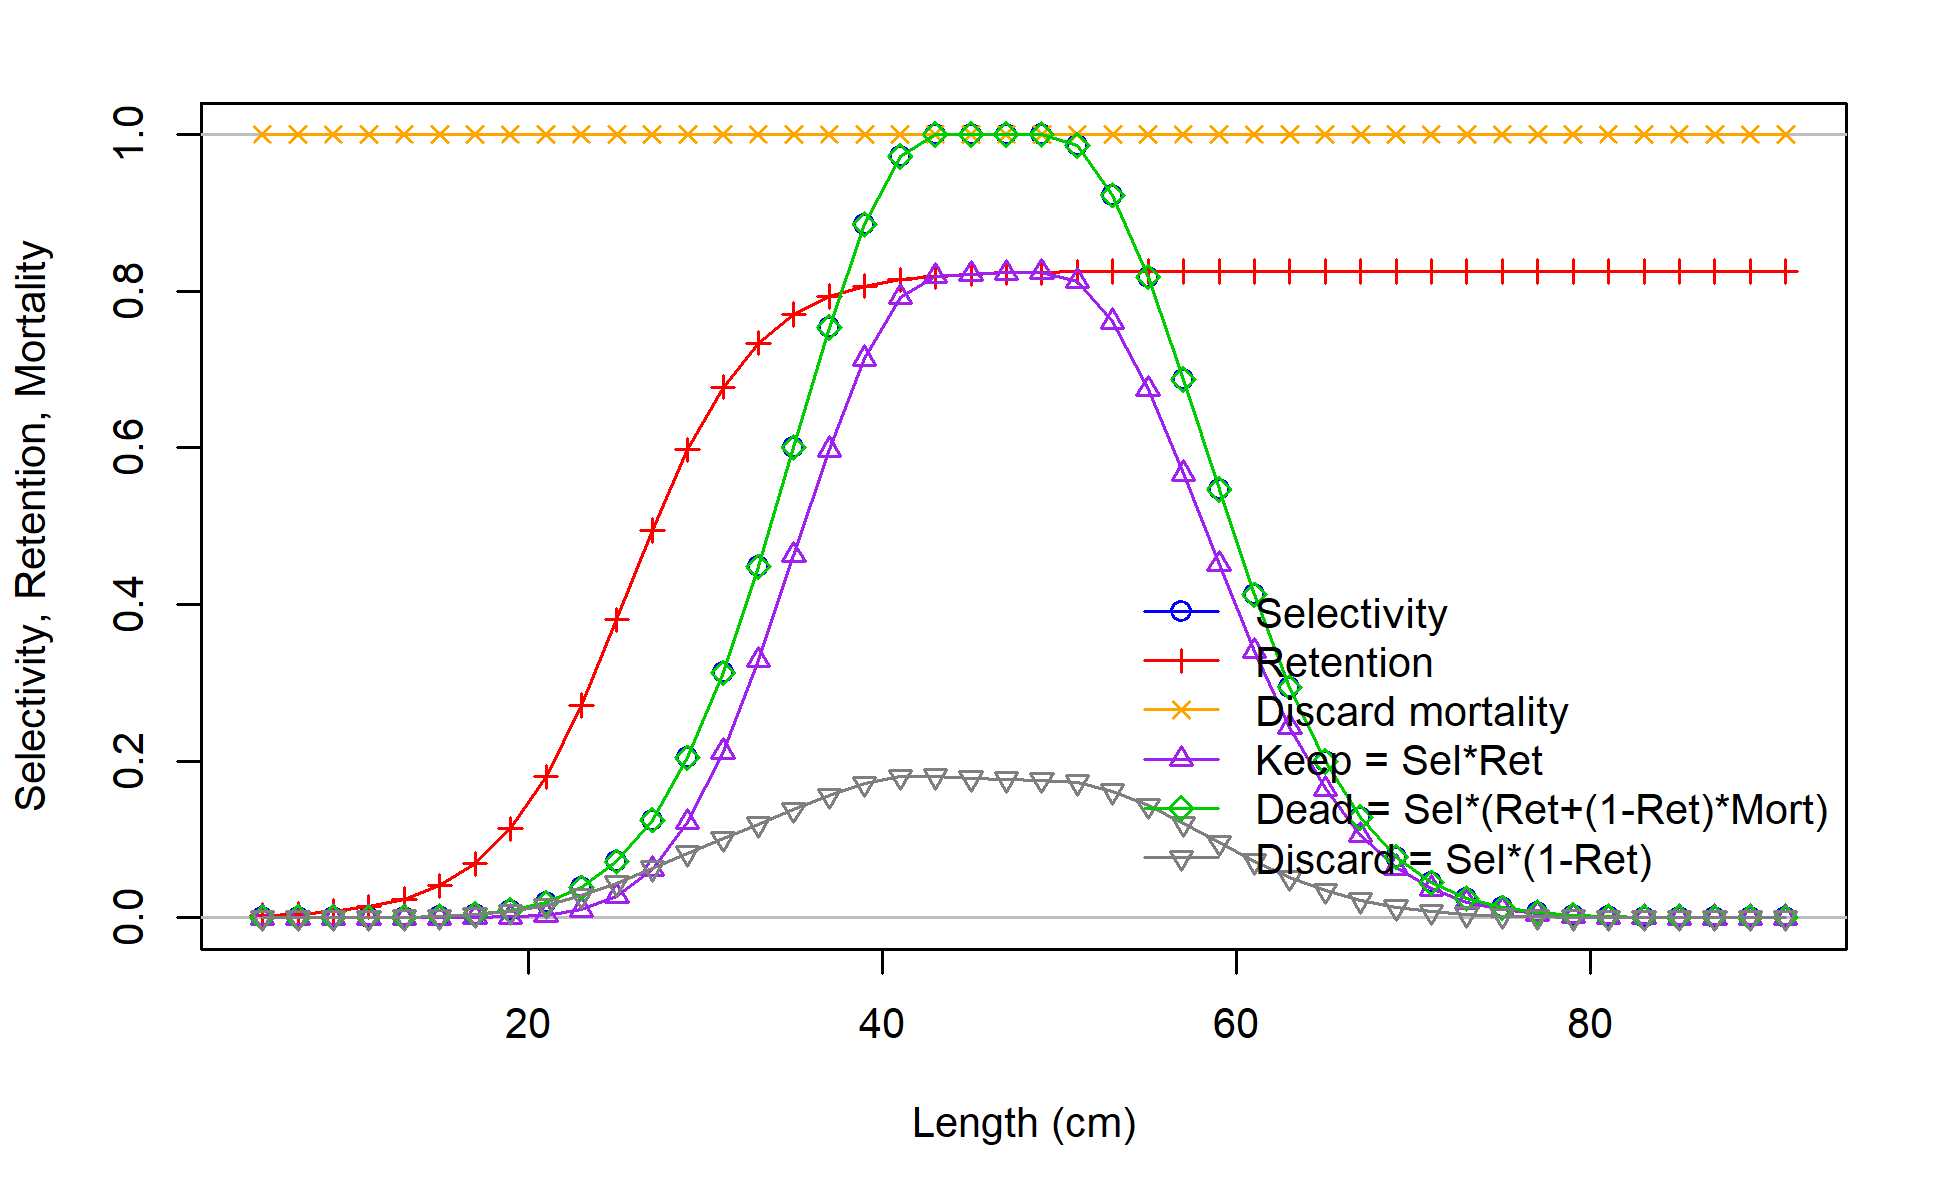 Selectivity, Retention, Mortality
1.0
0.8
0.6
0.4
0.2
0.0
Selectivity
Retention
Discard mortality
Keep = Sel*Ret
Dead = Sel*(Ret+(1-Ret)*Mort)
Discard = Sel*(1-Ret)
20 40 60 80
Length (cm)